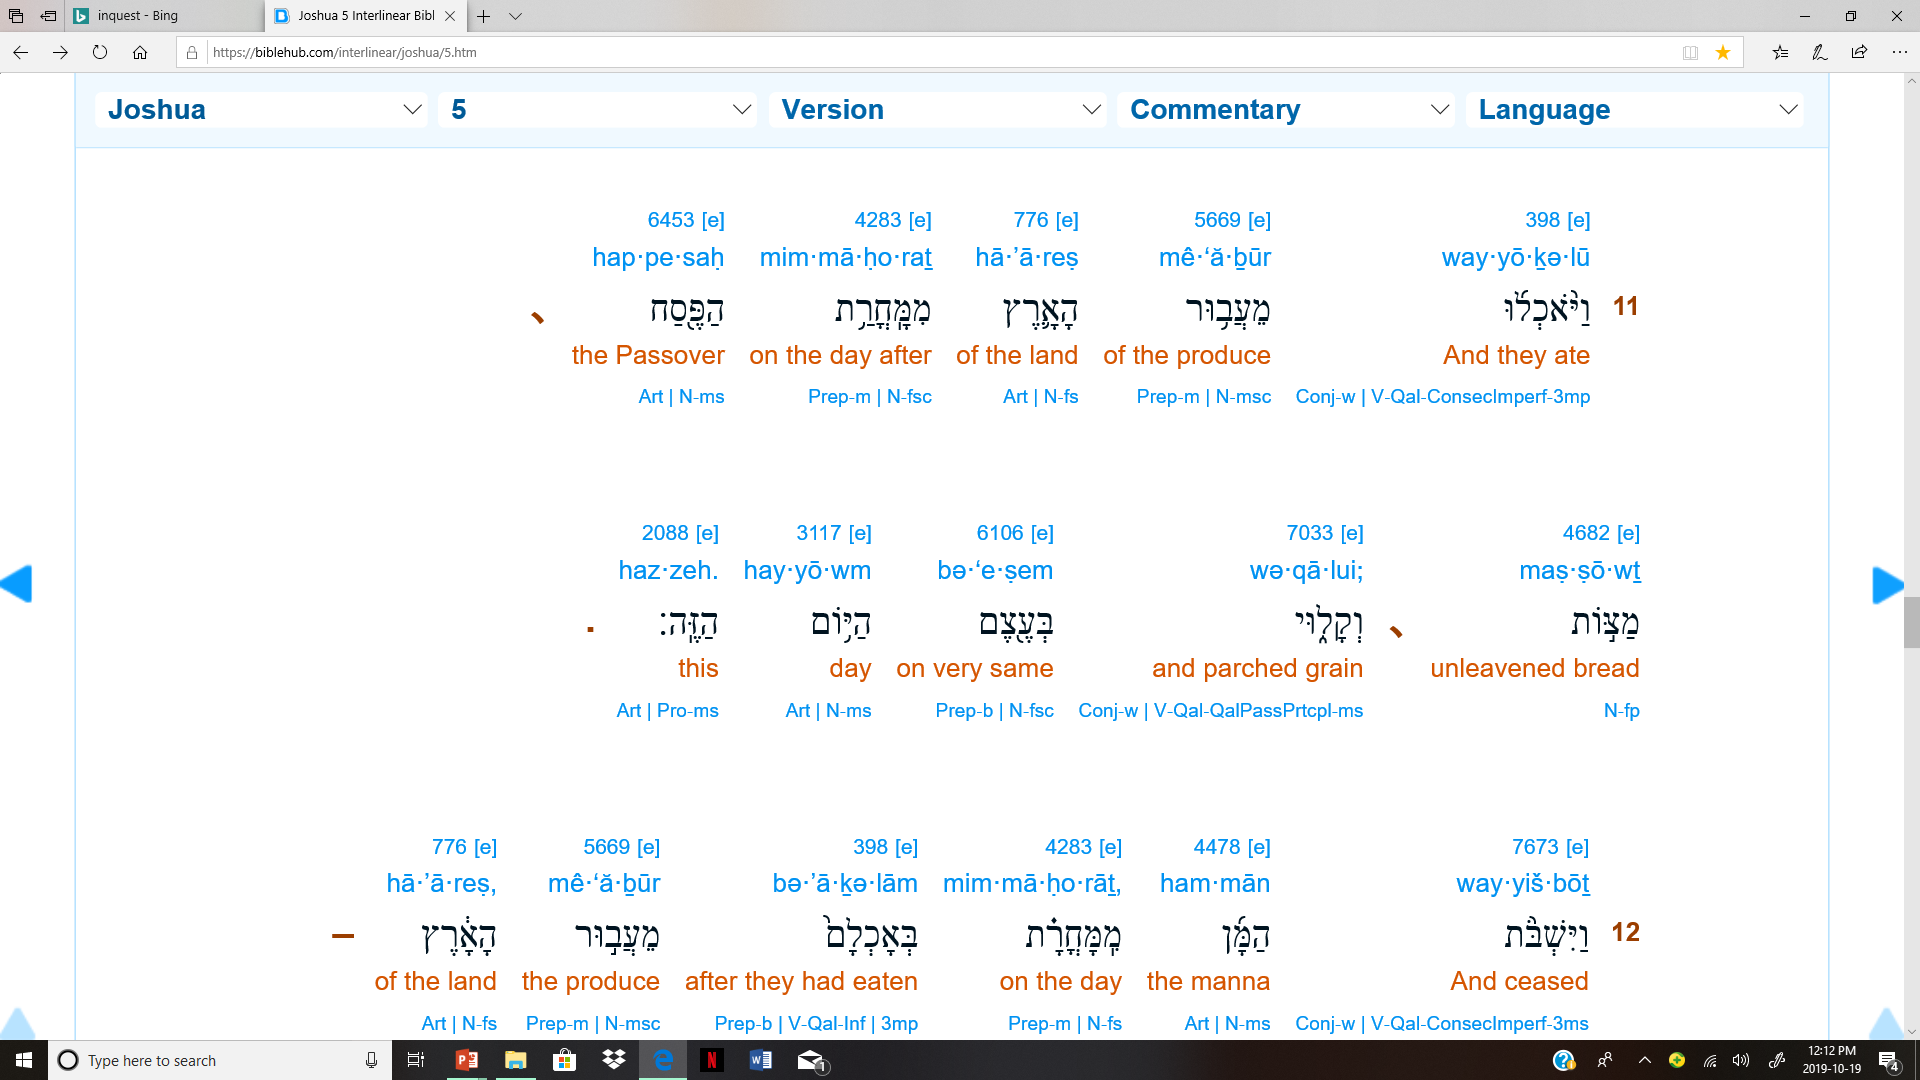 inquest - Bing
Joshua 5 Interlinear Bibl
https://biblehub.com/interlinear/joshua/5.htm
Joshua 5 Version Commentary Language
6453 [e] 4283 [e] 776 [e] 5669 [e] 398 [e]
hap·pe·saḥ mim·mā·ḥo·raṯ hā·’ā·reṣ mê·‘ă·ḇūr way·yō·ḵə·lū
11 וַיֹּ֨אכְל֜וּ מֵעֲב֥וּר הָאָ֛רֶץ מִמָּֽחֳרַ֥ת הַפֶּ֖סַח 、
the Passover on the day after of the land of the produce And they ate
Art | N-ms Prep-m | N-fsc Art | N-fs Prep-m | N-msc Conj-w | V-Qal-ConsecImperf-3mp
2088 [e] 3117 [e] 6106 [e] 7033 [e] 4682 [e]
haz·zeh. hay·yō·wm bə·‘e·ṣem wə·qā·lui; maṣ·ṣō·wṯ
מַצּ֣וֹת 、 וְקָל֑וּי בְּעֶ֖צֶם הַיּ֥וֹם הַזֶּֽה׃ .
this day on very same and parched grain unleavened bread
Art | Pro-ms Art | N-ms Prep-b | N-fsc Conj-w | V-Qal-QalPassPrtcpl-ms N-fp
776 [e] 5669 [e] 398 [e] 4283 [e] 4478 [e] 7673 [e]
hā·’ā·reṣ, mê·‘ă·ḇūr bə·’ā·ḵə·lām mim·mā·ḥo·rāṯ, ham·mān way·yiš·bōṯ
12 וַיִּשְׁבֹּ֨ת הַמָּ֜ן מִֽמָּחֳרָ֗ת בְּאָכְלָם֙ מֵעֲב֣וּר הָאָ֔רֶץ –
of the land the produce after they had eaten on the day the manna And ceased
Art | N-fs Prep-m | N-msc Prep-b | V-Qal-Inf | 3mp Prep-m | N-fs Art | N-ms Conj-w | V-Qal-ConsecImperf-3ms
Type here to search
12:12 PM
2019-10-19